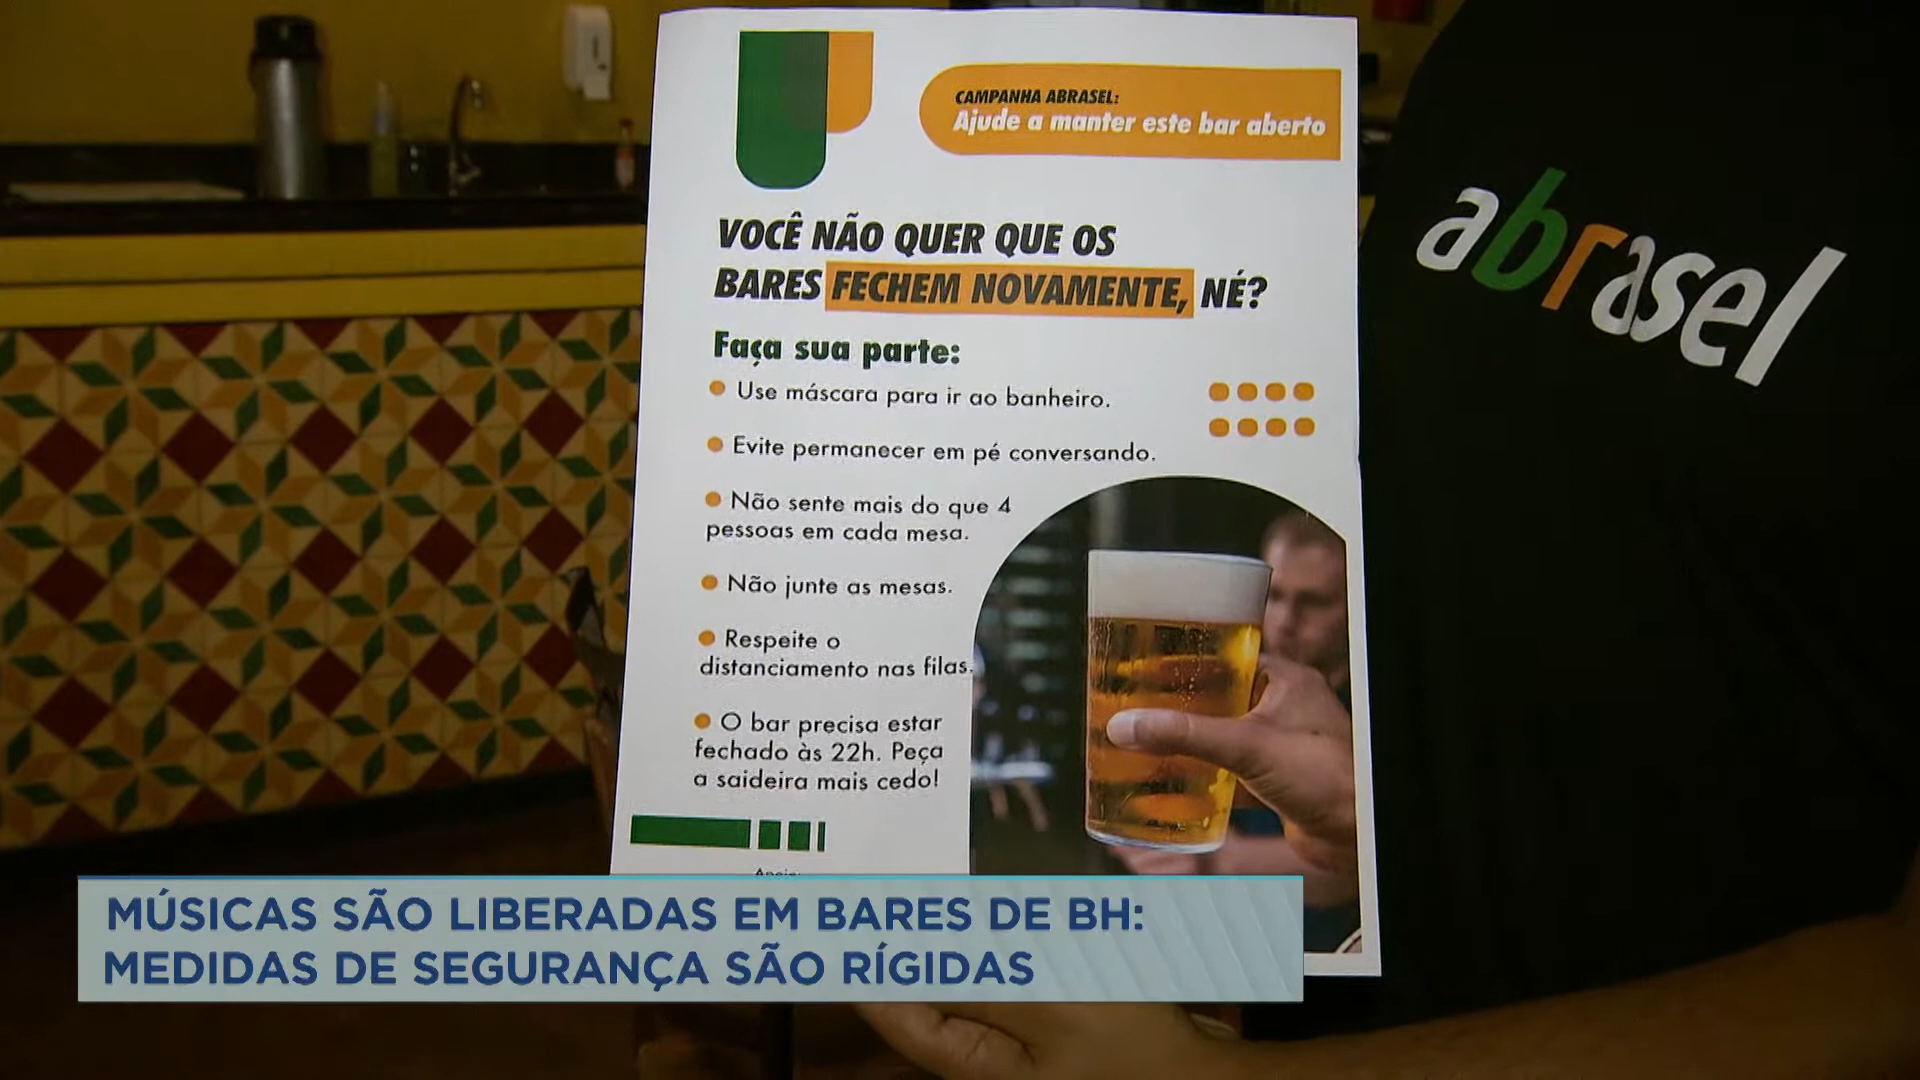 CAMPANHA ABRASEL:
Ajude a manter este bar aberto
abrasel
VOCÊ NÃO QUER QUE OS
BARES FECHEM NOVAMENTE, NÉ?
Faça sua parte:
Use máscara para ir ao banheiro.
Evite permanecer em pé conversando.
Não sente mais do que 4
pessoas em cada mesa.
Não junte as mesas.
Respeite o
distanciamento nas filas.
O bar precisa estar
fechado às 22h. Peça
a saideira mais cedo!
MÚSICAS SÃO LIBERADAS EM BARES DE BH:
MEDIDAS DE SEGURANÇA SÃO RÍGIDAS